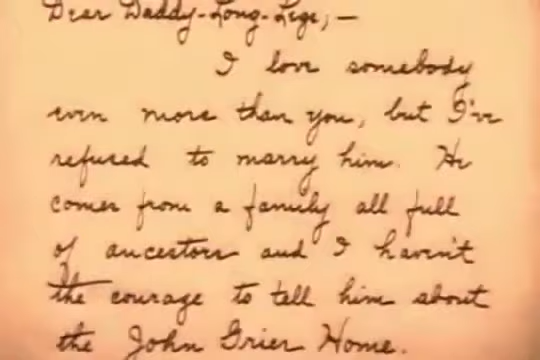 Dear Daddy-Long-Legs,—
I love somebody
even more than you, but I've
refused to marry him. He
comes from a family all full
of ancestors and I haven't
the courage to tell him about
the John Grier Home.